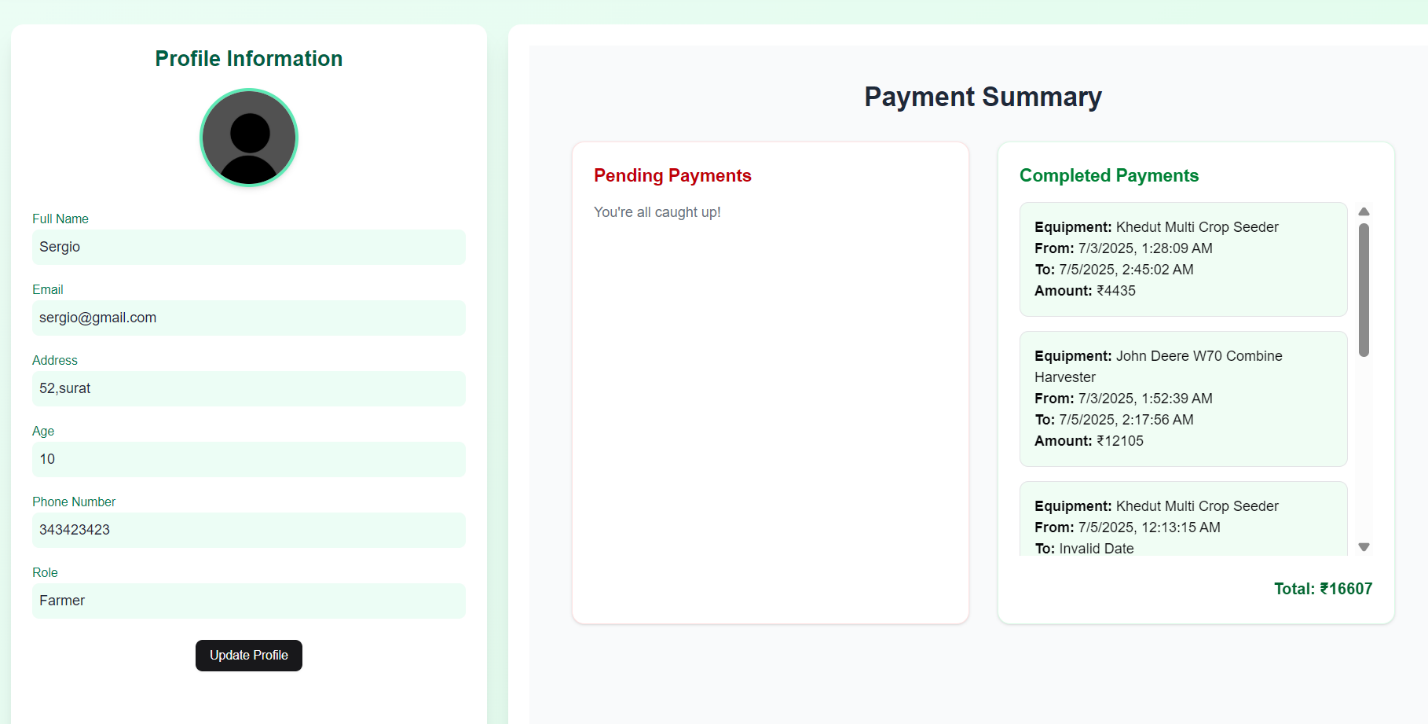 Profile Information
Full Name
Sergio
Email
sergio@gmail.com
Address
52,surat
Age
10
Phone Number
343423423
Role
Farmer
Update Profile
Payment Summary
Pending Payments
You're all caught up!
Completed Payments
Equipment: Khedut Multi Crop Seeder
From: 7/3/2025, 1:28:09 AM
To: 7/5/2025, 2:45:02 AM
Amount: ₹4435
Equipment: John Deere W70 Combine
Harvester
From: 7/3/2025, 1:52:39 AM
To: 7/5/2025, 2:17:56 AM
Amount: ₹12105
Equipment: Khedut Multi Crop Seeder
From: 7/5/2025, 12:13:15 AM
To: Invalid Date
Total: ₹16607